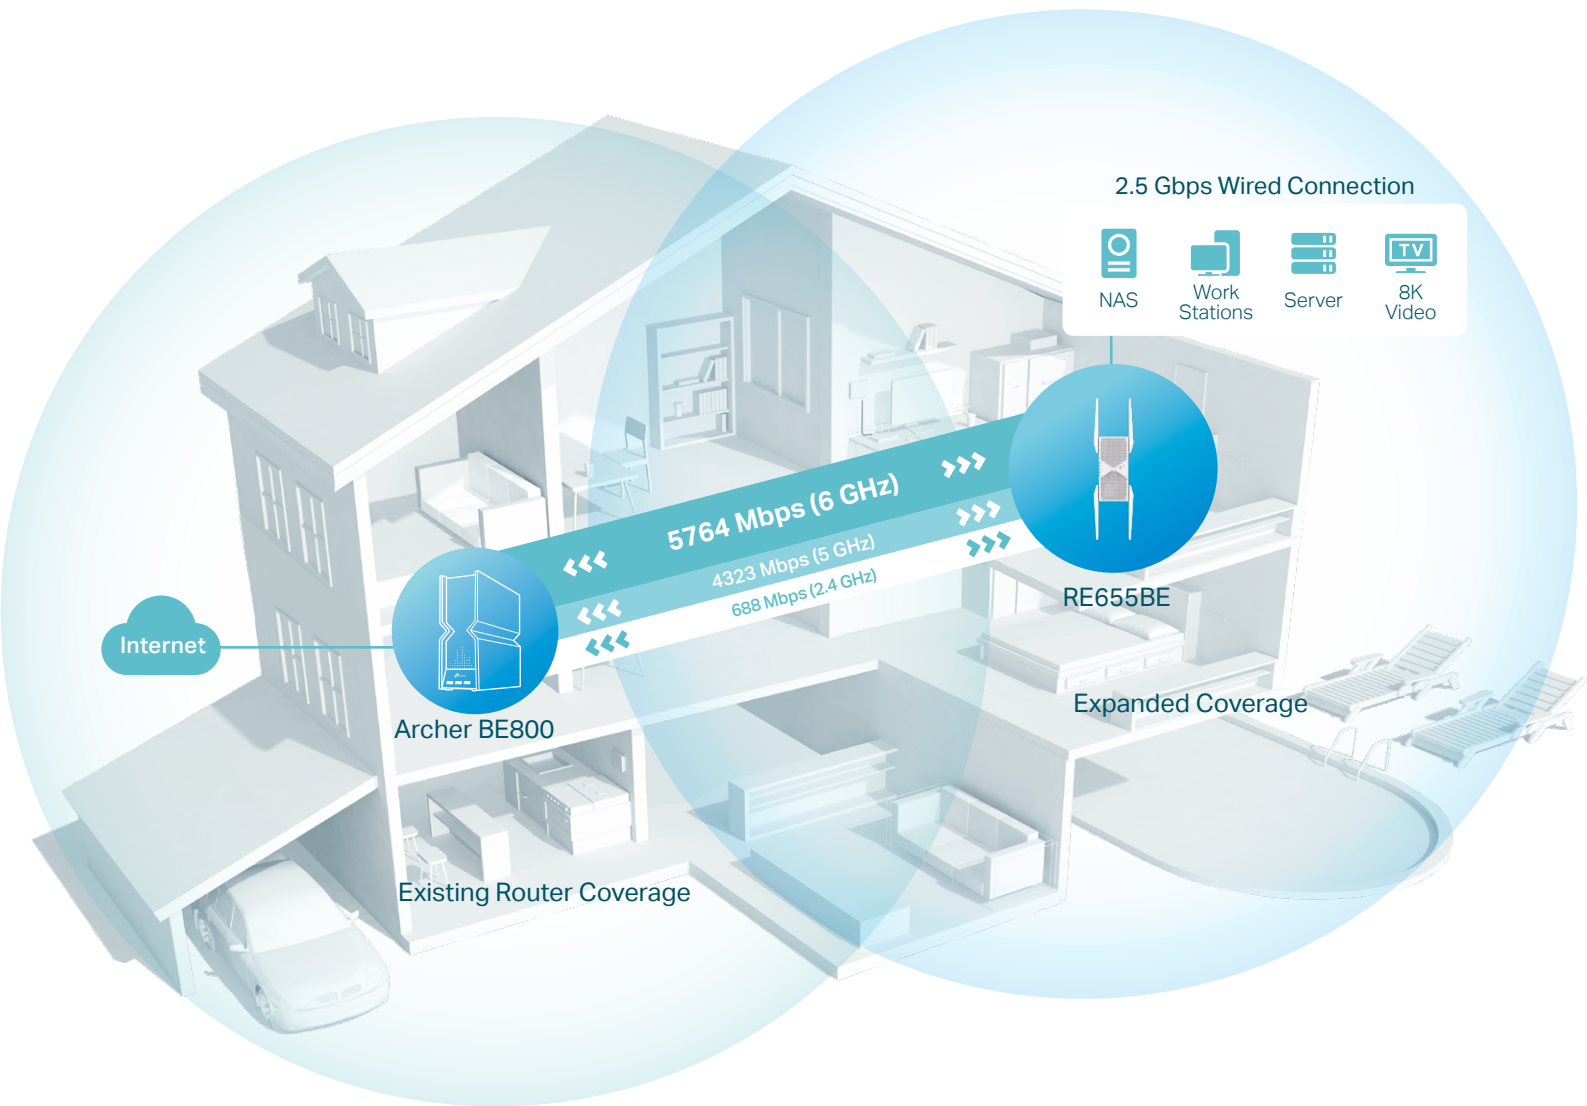 2.5 Gbps Wired Connection
NAS
Work
Stations
Server
TV
8K
Video
5764 Mbps (6 GHz)
4323 Mbps (5 GHz)
688 Mbps (2.4 GHz)
RE655BE
Internet
Archer BE800
Expanded Coverage
Existing Router Coverage